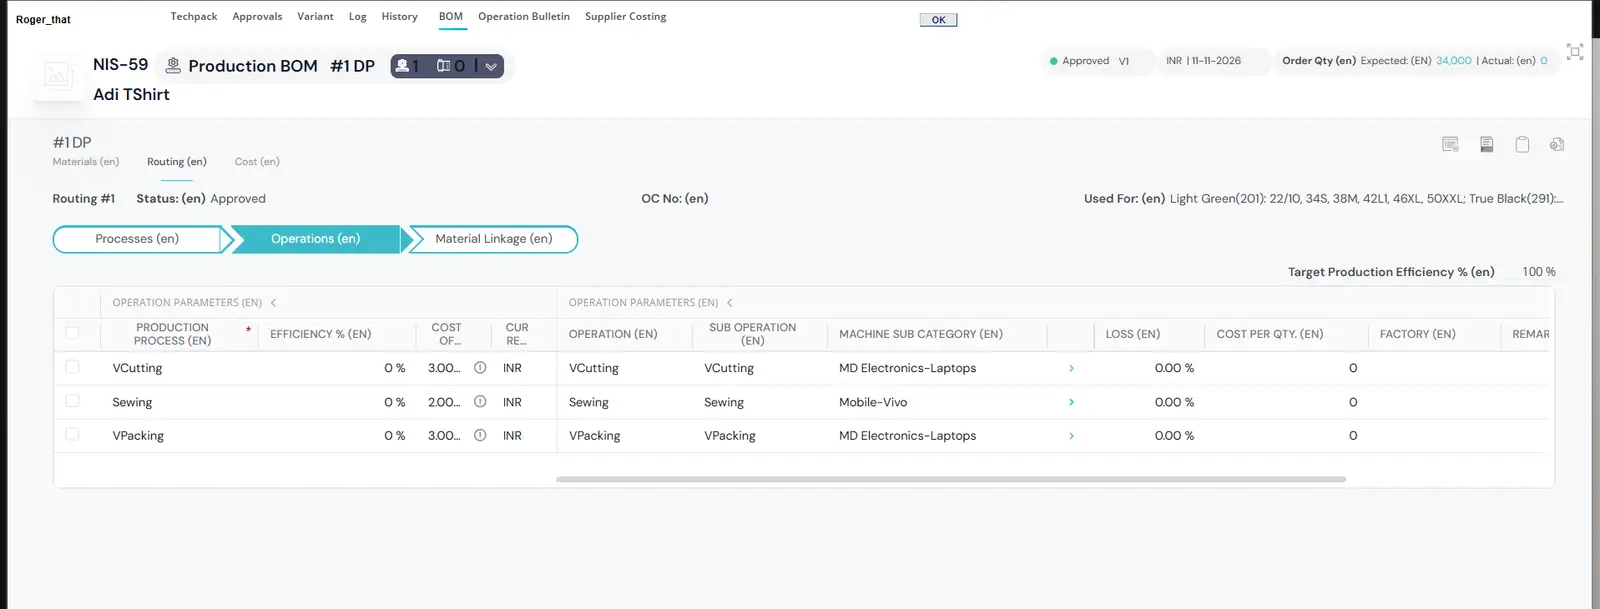 Roger_that
Techpack Approvals Variant Log History BOM Operation Bulletin Supplier Costing
OK
NIS-59 Production BOM #1 DP 1 0
Approved V1 INR | 11-11-2026 Order Qty (en) Expected: (EN) 34,000 | Actual: (en) 0
Adi TShirt
#1 DP
Materials (en) Routing (en) Cost (en)
Routing #1 Status: (en) Approved OC No: (en) Used For: (en) Light Green(201): 22/10, 34S, 38M, 42L1, 46XL, 50XXL; True Black(291):...
Processes (en) Operations (en) Material Linkage (en)
Target Production Efficiency % (en) 100 %
OPERATION PARAMETERS (EN) OPERATION PARAMETERS (EN)
PRODUCTION PROCESS (EN) * EFFICIENCY % (EN) COST OF... CUR RE... OPERATION (EN) SUB OPERATION (EN) MACHINE SUB CATEGORY (EN) LOSS (EN) COST PER QTY. (EN) FACTORY (EN) REMAR
VCutting 0 % 3.00... INR VCutting VCutting MD Electronics-Laptops 0.00 % 0
Sewing 0 % 2.00... INR Sewing Sewing Mobile-Vivo 0.00 % 0
VPacking 0 % 3.00... INR VPacking VPacking MD Electronics-Laptops 0.00 % 0